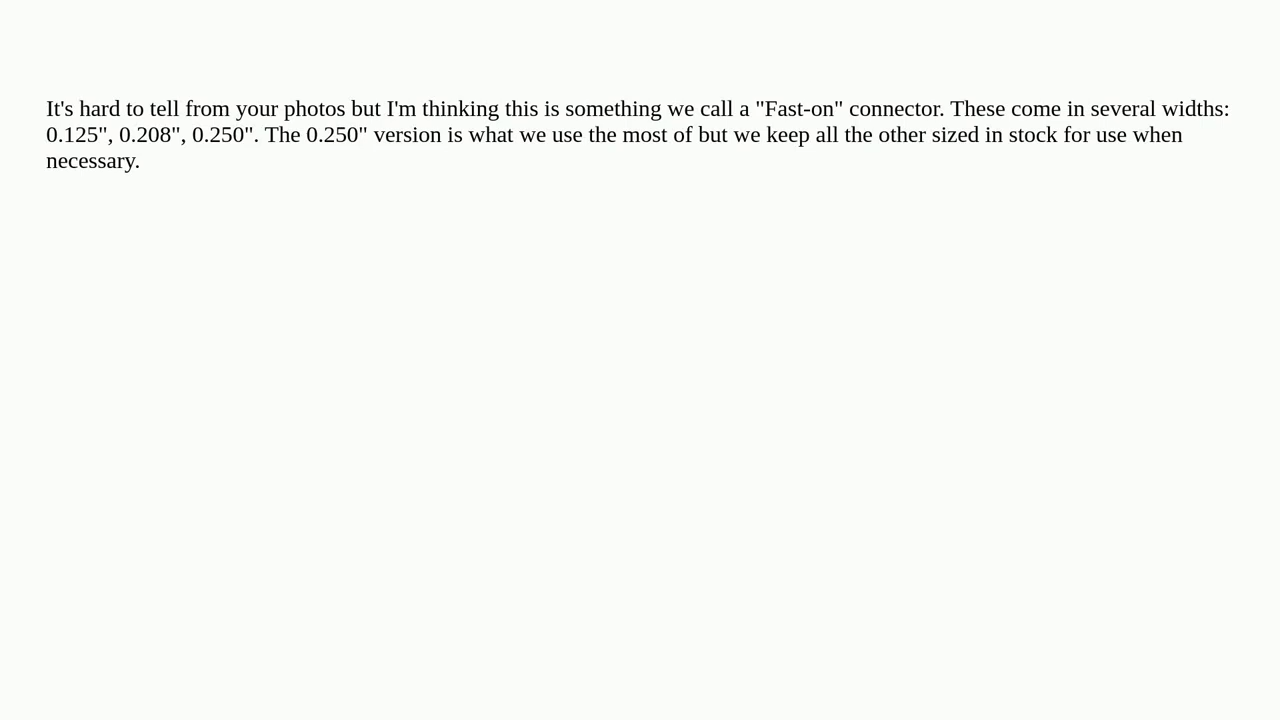 It's hard to tell from your photos but I'm thinking this is something we call a "Fast-on" connector. These come in several widths:
0.125", 0.208", 0.250". The 0.250" version is what we use the most of but we keep all the other sized in stock for use when
necessary.